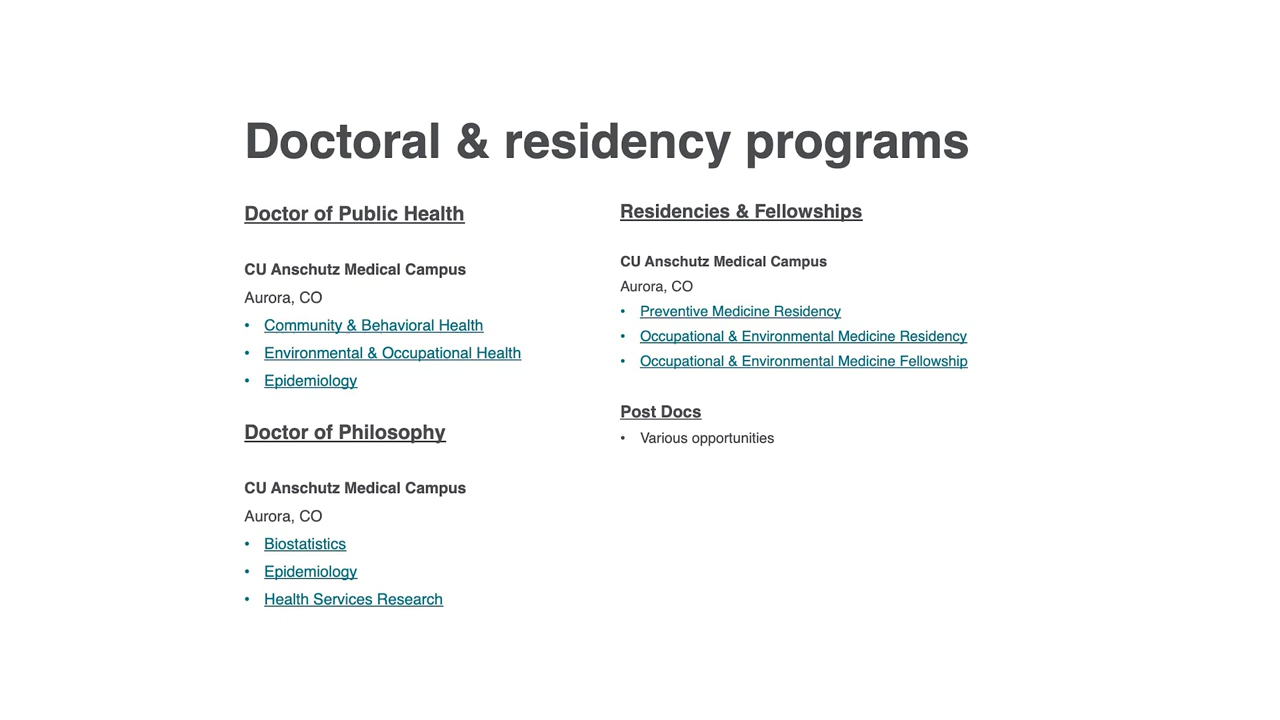 Doctoral & residency programs
Doctor of Public Health
CU Anschutz Medical Campus
Aurora, CO
• Community & Behavioral Health
• Environmental & Occupational Health
• Epidemiology
Doctor of Philosophy
CU Anschutz Medical Campus
Aurora, CO
• Biostatistics
• Epidemiology
• Health Services Research
Residencies & Fellowships
CU Anschutz Medical Campus
Aurora, CO
• Preventive Medicine Residency
• Occupational & Environmental Medicine Residency
• Occupational & Environmental Medicine Fellowship
Post Docs
• Various opportunities